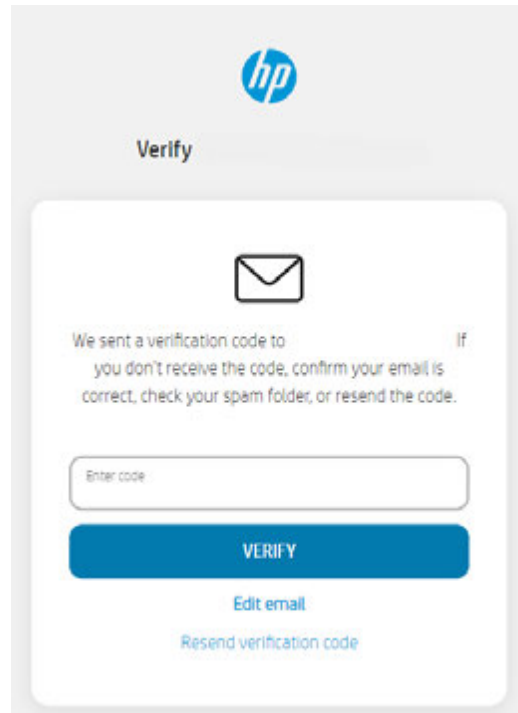 hp
Verify
We sent a verification code to If
you don't receive the code, confirm your email is
correct, check your spam folder, or resend the code.
Enter code
VERIFY
Edit email
Resend verification code